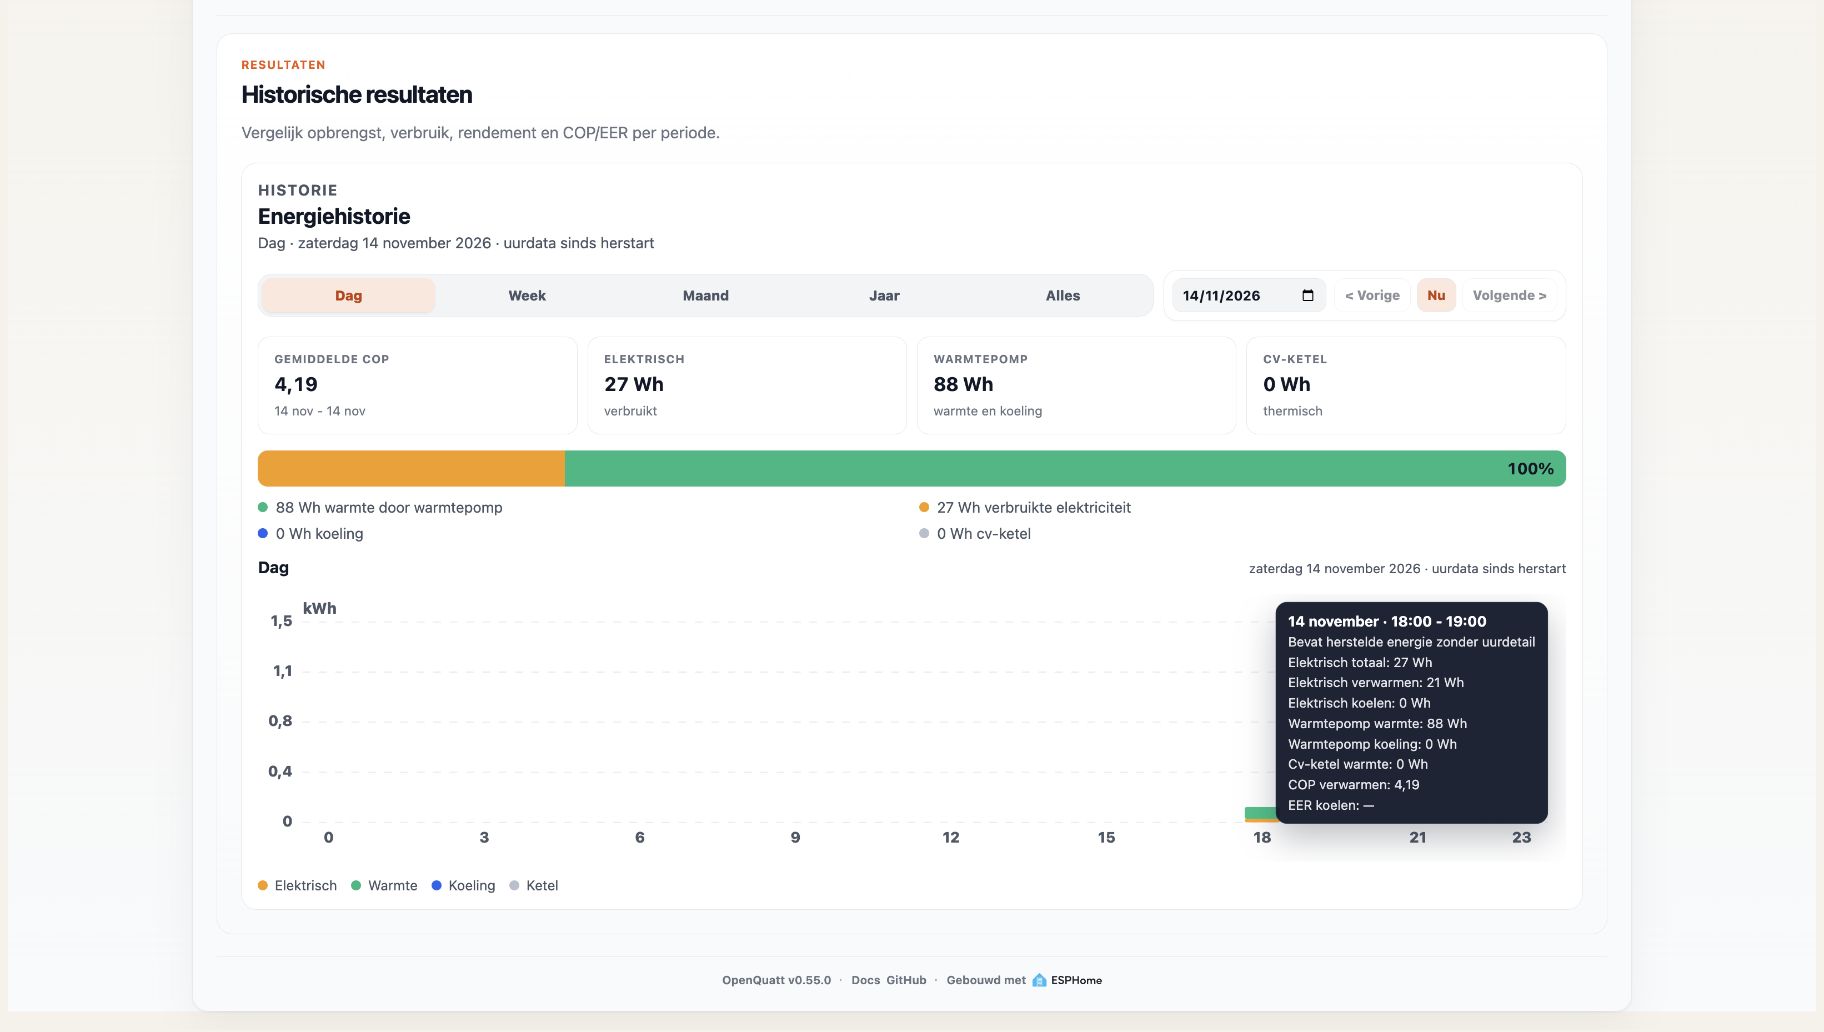 RESULTATEN
Historische resultaten
Vergelijk opbrengst, verbruik, rendement en COP/EER per periode.
HISTORIE
Energiehistorie
Dag · zaterdag 14 november 2026 · uurdata sinds herstart
Dag Week Maand Jaar Alles 14/11/2026 < Vorige Nu Volgende >
GEMIDDELDE COP
4,19
14 nov - 14 nov
ELEKTRISCH
27 Wh
verbruikt
WARMTEPOMP
88 Wh
warmte en koeling
CV-KETEL
0 Wh
thermisch
100%
88 Wh warmte door warmtepomp
27 Wh verbruikte elektriciteit
0 Wh koeling
0 Wh cv-ketel
Dag
zaterdag 14 november 2026 · uurdata sinds herstart
kWh
1,5
1,1
0,8
0,4
0
14 november · 18:00 - 19:00
Bevat herstelde energie zonder uurdetail
Elektrisch totaal: 27 Wh
Elektrisch verwarmen: 21 Wh
Elektrisch koelen: 0 Wh
Warmtepomp warmte: 88 Wh
Warmtepomp koeling: 0 Wh
Cv-ketel warmte: 0 Wh
COP verwarmen: 4,19
EER koelen: —
0 3 6 9 12 15 18 21 23
Elektrisch Warmte Koeling Ketel
OpenQuatt v0.55.0 · Docs GitHub · Gebouwd met ESPHome